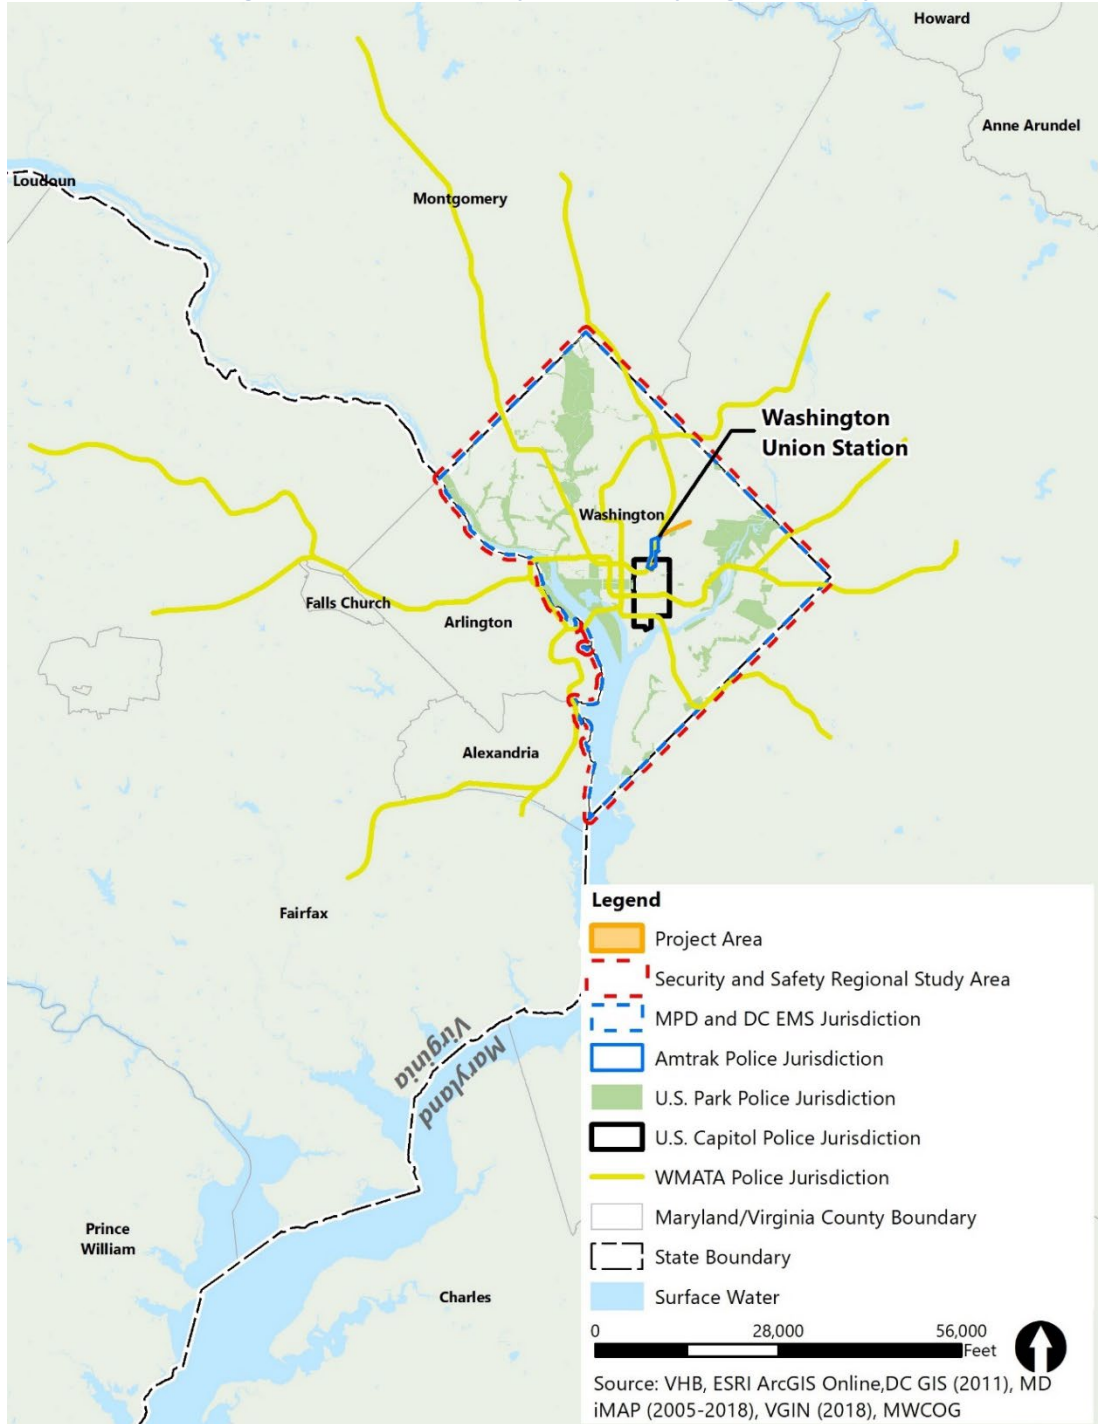 Howard
Anne Arundel
Loudoun
Montgomery
Washington
Union Station
Washington
Falls Church
Arlington
Alexandria
Fairfax
Virginia
Maryland
Prince
William
Charles
Legend
Project Area
Security and Safety Regional Study Area
MPD and DC EMS Jurisdiction
Amtrak Police Jurisdiction
U.S. Park Police Jurisdiction
U.S. Capitol Police Jurisdiction
WMATA Police Jurisdiction
Maryland/Virginia County Boundary
State Boundary
Surface Water
0 28,000 56,000
Feet
Source: VHB, ESRI ArcGIS Online,DC GIS (2011), MD
iMAP (2005-2018), VGIN (2018), MWCOG